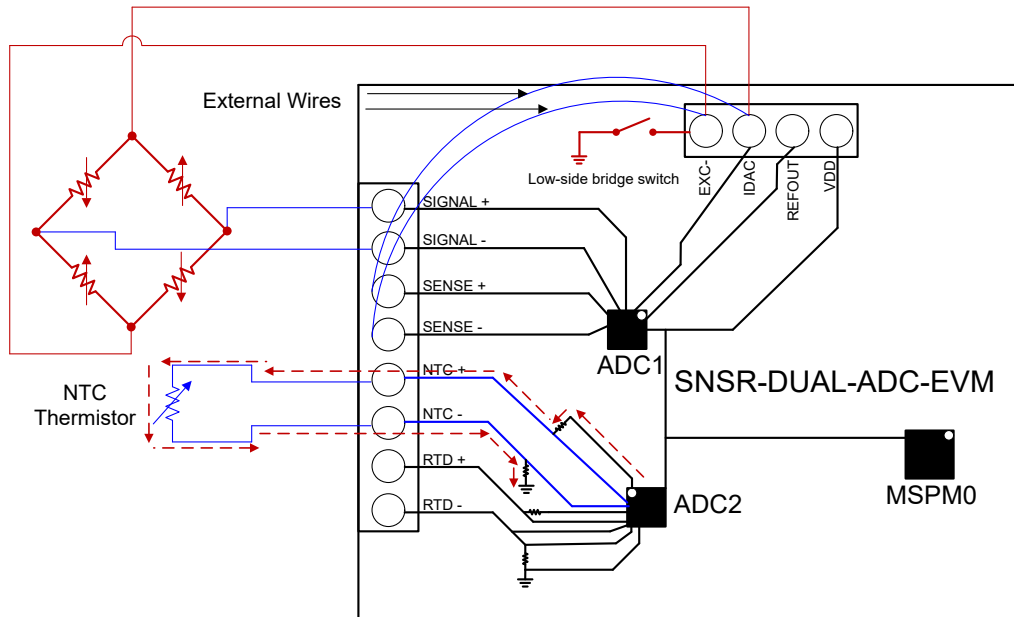 External Wires
Low-side bridge switch
EXC-
IDAC
REFOUT
VDD
SIGNAL +
SIGNAL -
SENSE +
SENSE -
ADC1
NTC
Thermistor
NTC +
NTC -
RTD +
RTD -
SNSR-DUAL-ADC-EVM
ADC2
MSPM0